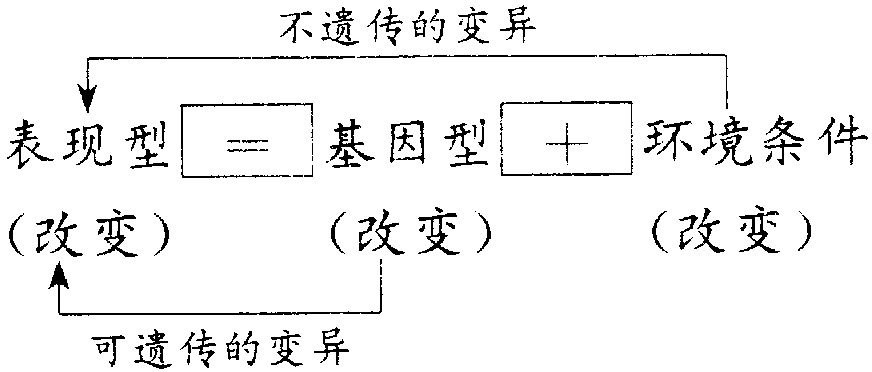 不遗传的变异
表现型 = 基因型 + 环境条件
(改变) (改变) (改变)
可遗传的变异